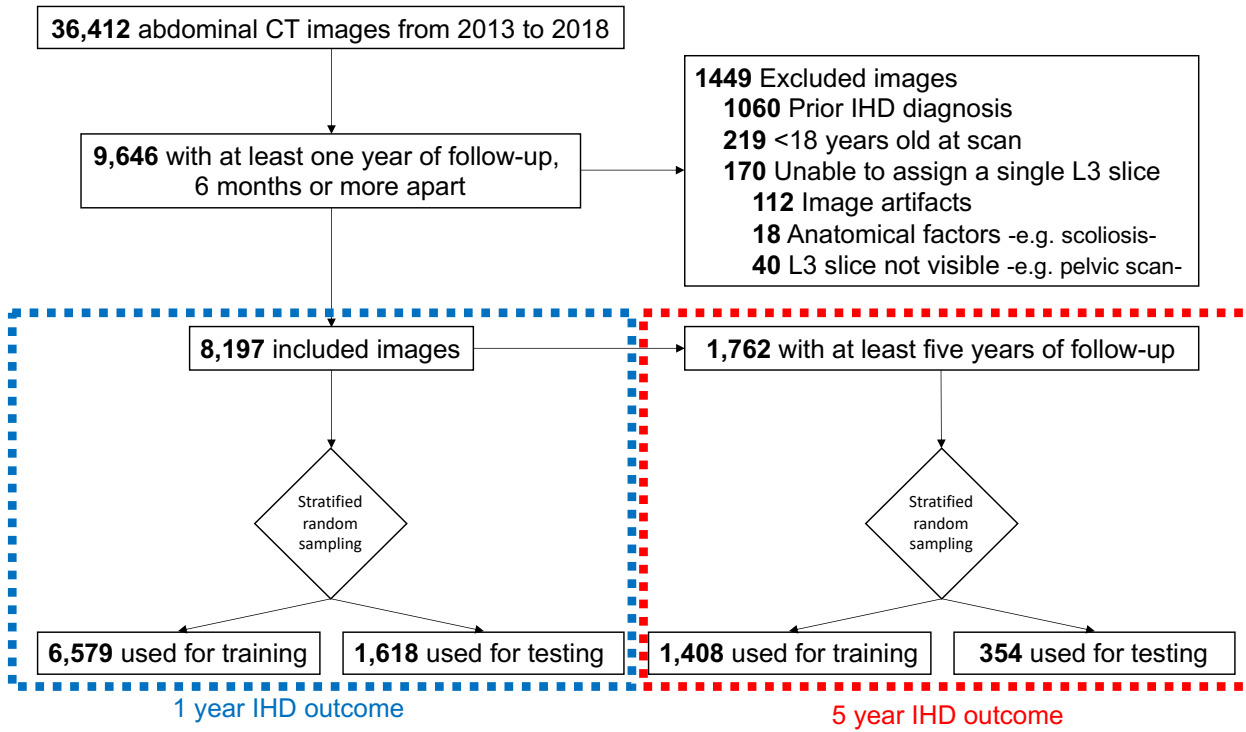 36,412 abdominal CT images from 2013 to 2018
1449 Excluded images
1060 Prior IHD diagnosis
219 <18 years old at scan
170 Unable to assign a single L3 slice
112 Image artifacts
18 Anatomical factors -e.g. scoliosis-
40 L3 slice not visible -e.g. pelvic scan-
9,646 with at least one year of follow-up,
6 months or more apart
8,197 included images
1,762 with at least five years of follow-up
Stratified
random
sampling
Stratified
random
sampling
6,579 used for training
1,618 used for testing
1,408 used for training
354 used for testing
1 year IHD outcome
5 year IHD outcome